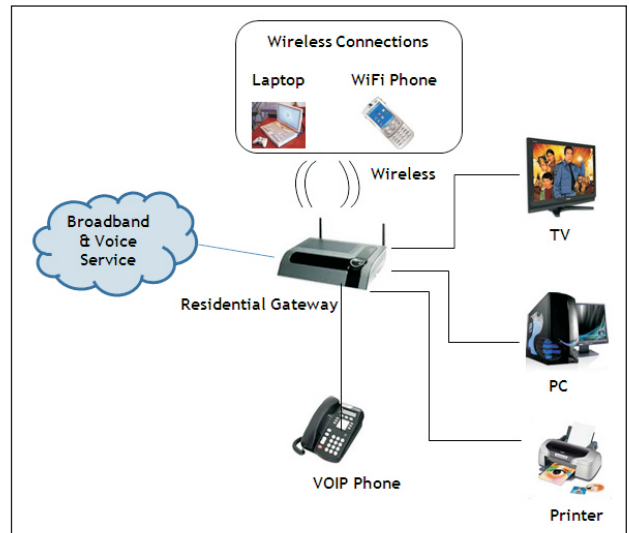 Wireless Connections
Laptop
WiFi Phone
Wireless
Broadband
& Voice
Service
TV
Residential Gateway
PC
VOIP Phone
Printer